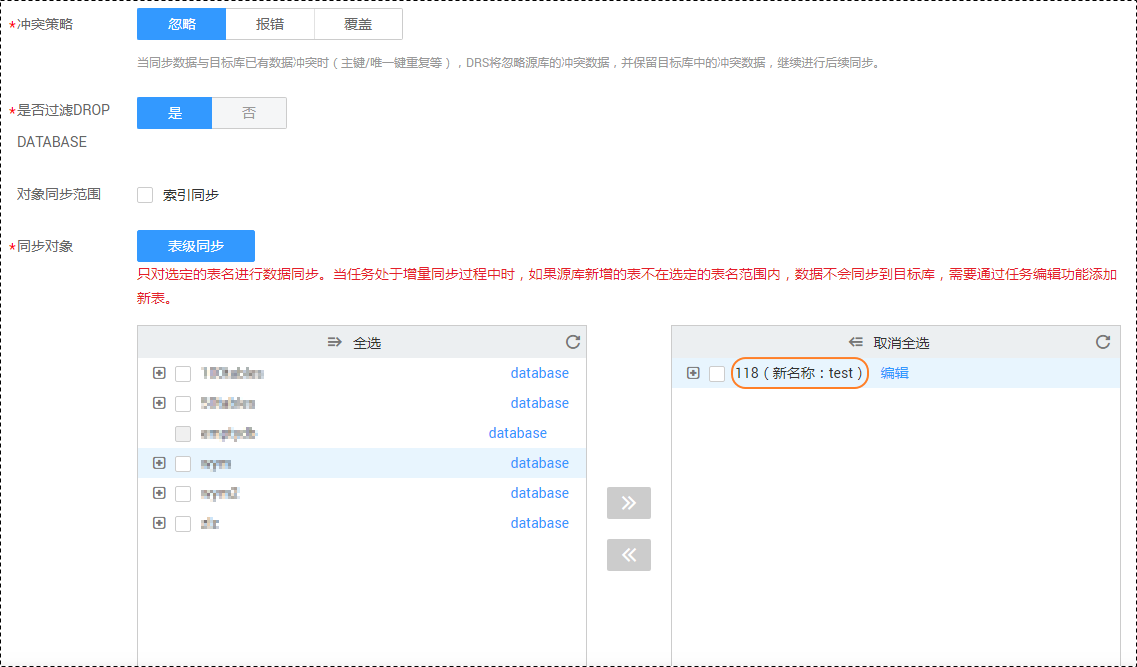 *冲突策略
忽略 报错 覆盖
当同步数据与目标库已有数据冲突时（主键/唯一键重复等），DRS将忽略源库的冲突数据，并保留目标库中的冲突数据，继续进行后续同步。
*是否过滤DROP
DATABASE
是 否
对象同步范围 索引同步
*同步对象 表级同步
只对选定的表名进行数据同步。当任务处于增量同步过程中时，如果源库新增的表不在选定的表名范围内，数据不会同步到目标库，需要通过任务编辑功能添加
新表。
全选
database
database
database
database
database
database
取消全选
118（新名称：test） 编辑